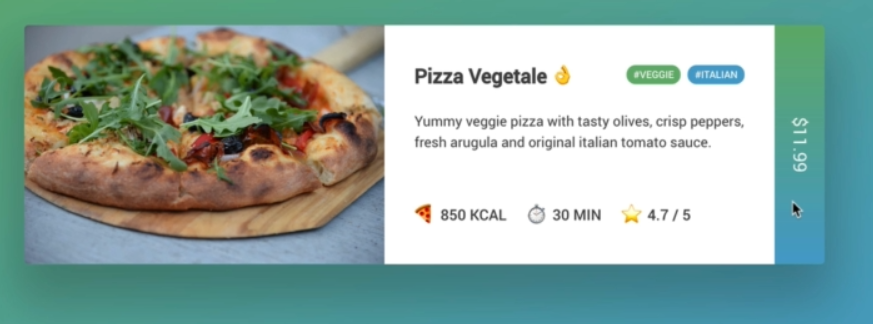 Pizza Vegetale 👌
#VEGGIE #ITALIAN
Yummy veggie pizza with tasty olives, crisp peppers,
fresh arugula and original italian tomato sauce.
🍕 850 KCAL ⏱ 30 MIN ⭐ 4.7 / 5
$11.99